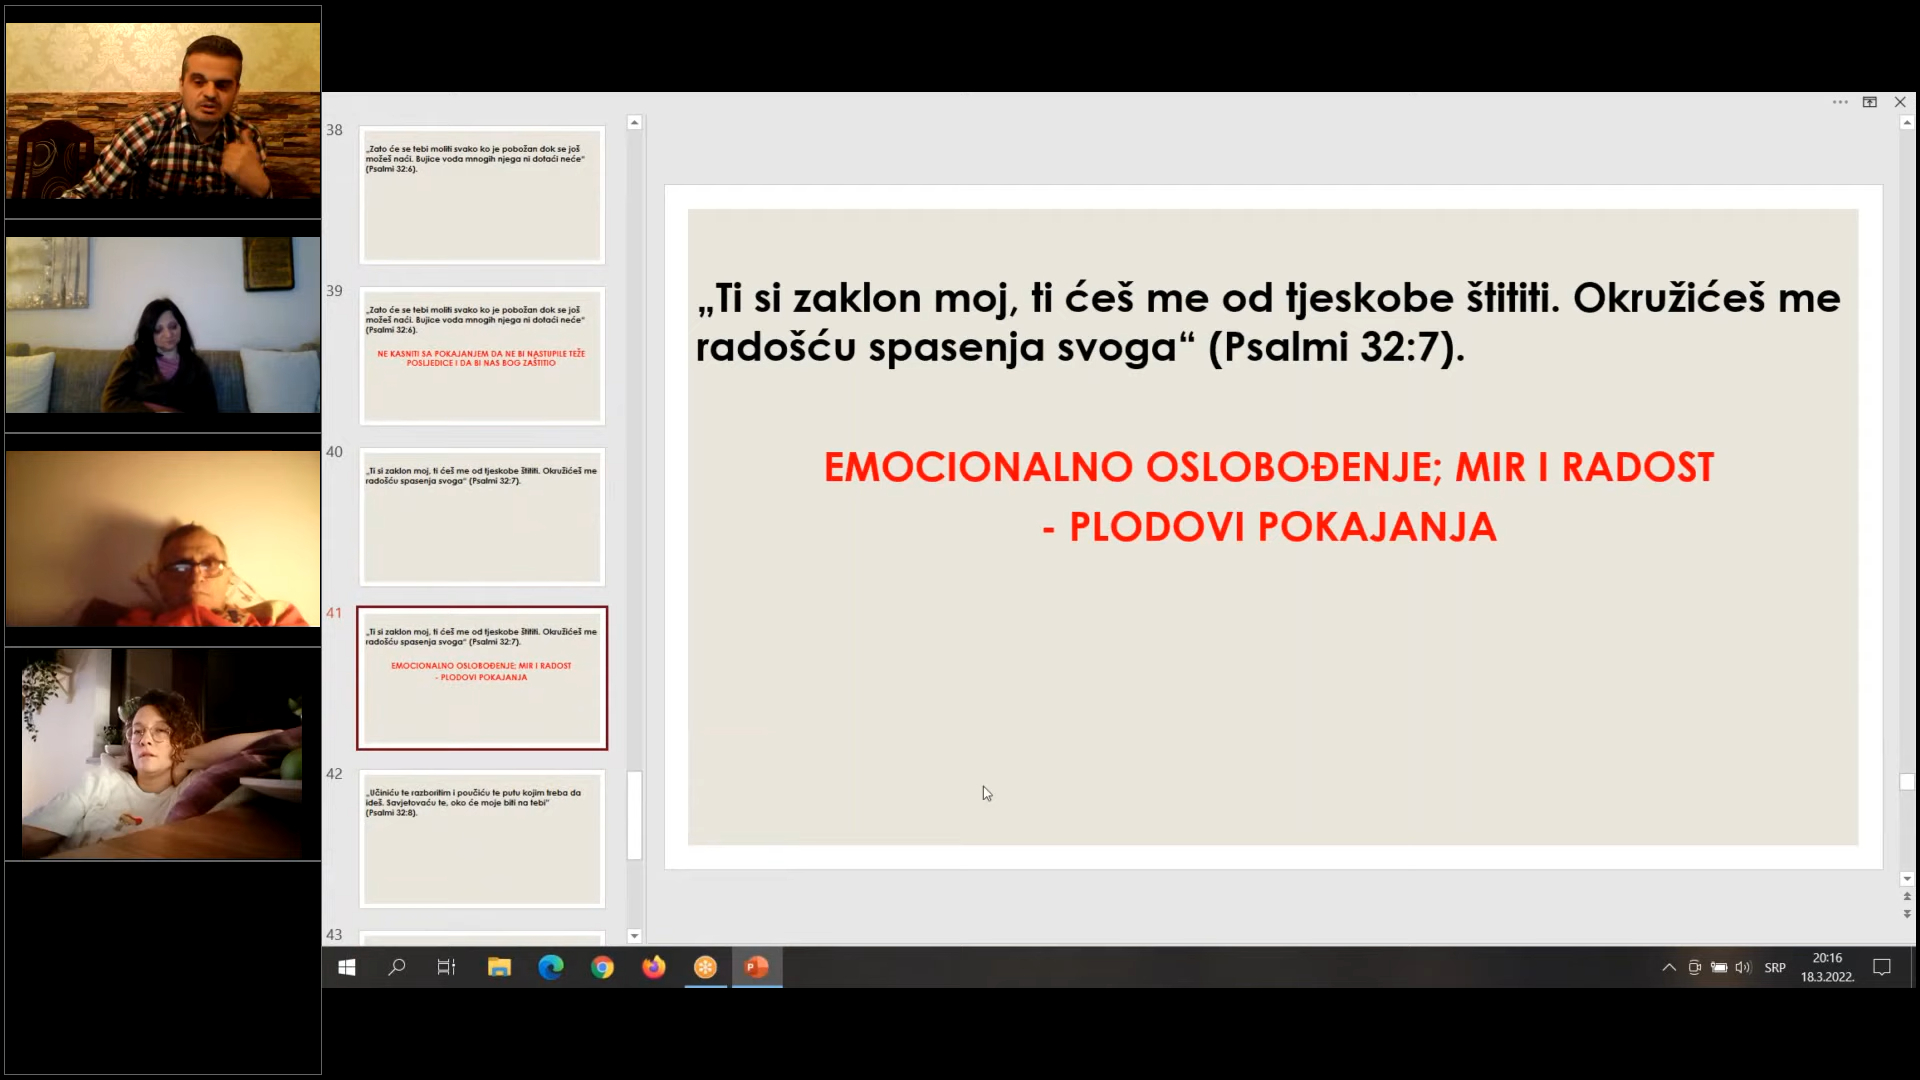 38
„Zato će se tebi moliti svako ko je pobožan dok se još
možeš naći. Bujice voda mnogih njega ni dotaći neće“
(Psalmi 32:6).
39
„Zato će se tebi moliti svako ko je pobožan dok se još
možeš naći. Bujice voda mnogih njega ni dotaći neće“
(Psalmi 32:6).
NE KASNITI SA POKAJANJEM DA NE BI NASTUPILE TEŽE
POSLJEDICE I DA BI NAS BOG ZAŠTITIO
40
„Ti si zaklon moj, ti ćeš me od tjeskobe štititi. Okružićeš me
radošću spasenja svoga“ (Psalmi 32:7).
41
„Ti si zaklon moj, ti ćeš me od tjeskobe štititi. Okružićeš me
radošću spasenja svoga“ (Psalmi 32:7).
EMOCIONALNO OSLOBOĐENJE; MIR I RADOST
- PLODOVI POKAJANJA
42
„Učiniću te razboritim i poučiću te putu kojim treba da
ideš. Savjetovaću te, oko će moje biti na tebi“
(Psalmi 32:8).
43
„Ti si zaklon moj, ti ćeš me od tjeskobe štititi. Okružićeš me
radošću spasenja svoga“ (Psalmi 32:7).
EMOCIONALNO OSLOBOĐENJE; MIR I RADOST
- PLODOVI POKAJANJA
SRP
20:16
18.3.2022.